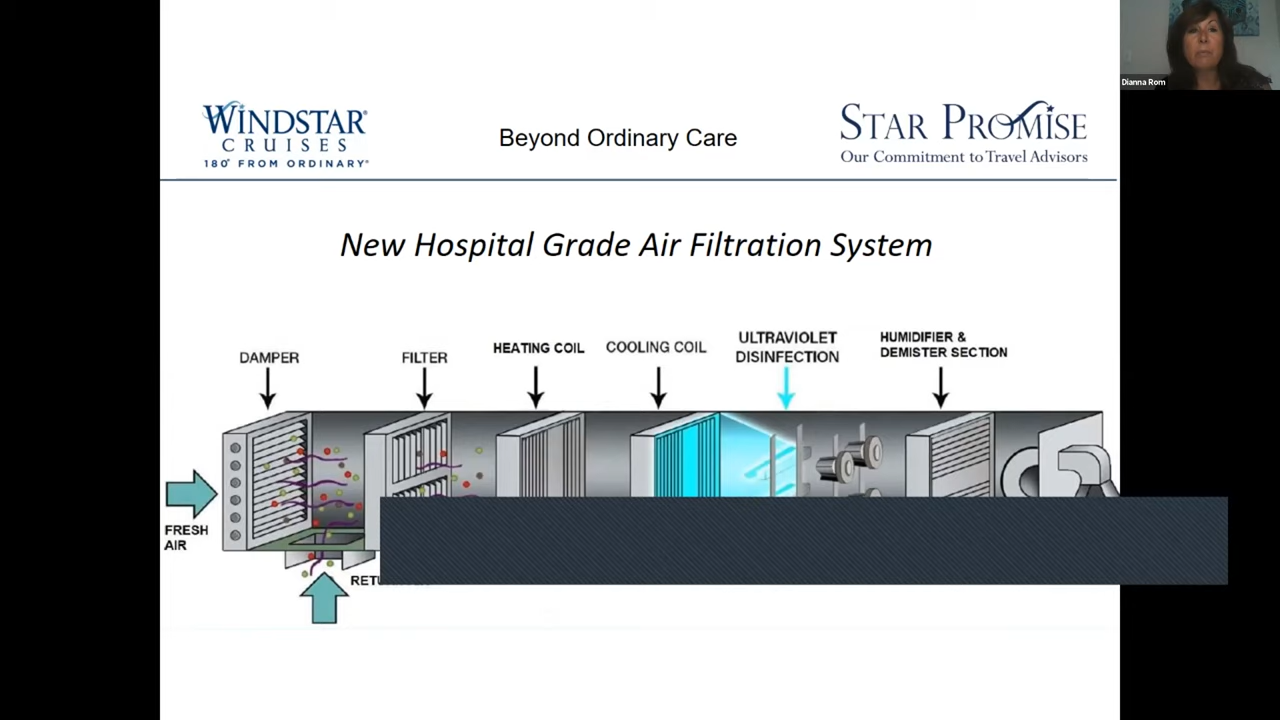 WINDSTAR
CRUISES
180° FROM ORDINARY
Beyond Ordinary Care
STAR PROMISE
Our Commitment to Travel Advisors
Dianna Rom
New Hospital Grade Air Filtration System
DAMPER
FILTER
HEATING COIL
COOLING COIL
ULTRAVIOLET
DISINFECTION
HUMIDIFIER &
DEMISTER SECTION
FRESH
AIR